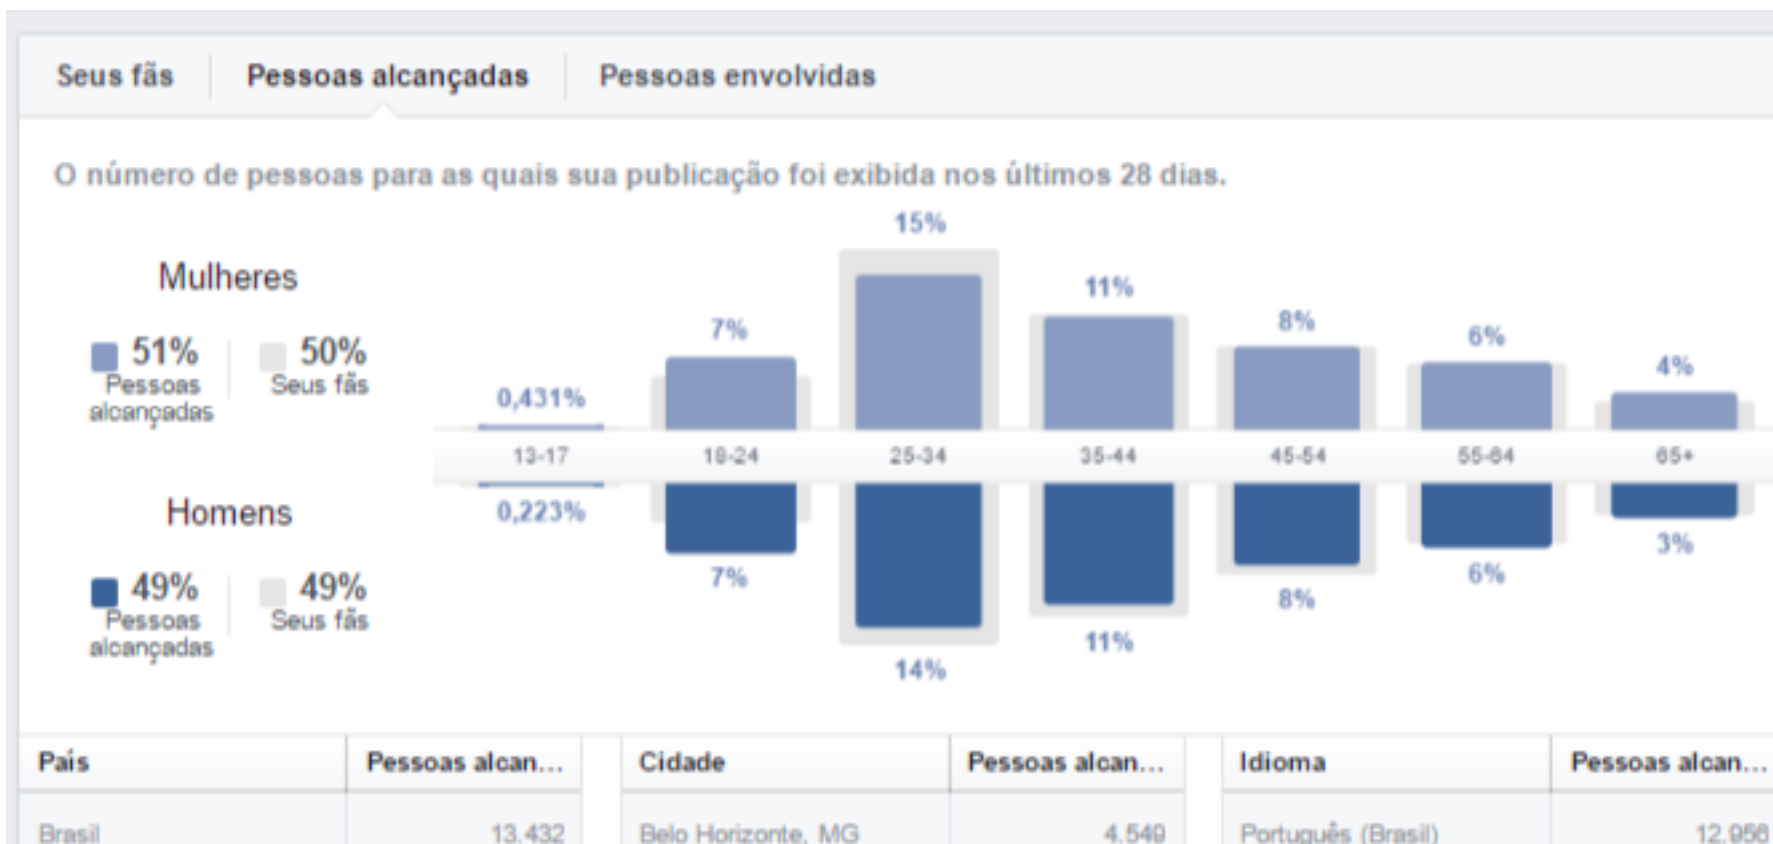 Seus fãs Pessoas alcançadas Pessoas envolvidas
O número de pessoas para as quais sua publicação foi exibida nos últimos 28 dias.
Mulheres
51% 50%
Pessoas alcançadas Seus fãs
0,431% 7% 15% 11% 8% 6% 4%
13-17 18-24 25-34 35-44 45-54 55-64 65+
0,223% 7% 14% 11% 8% 6% 3%
Homens
49% 49%
Pessoas alcançadas Seus fãs
País Pessoas alcan... Cidade Pessoas alcan... Idioma Pessoas alcan...
Brasil 13.432 Belo Horizonte, MG 4.549 Português (Brasil) 12.956